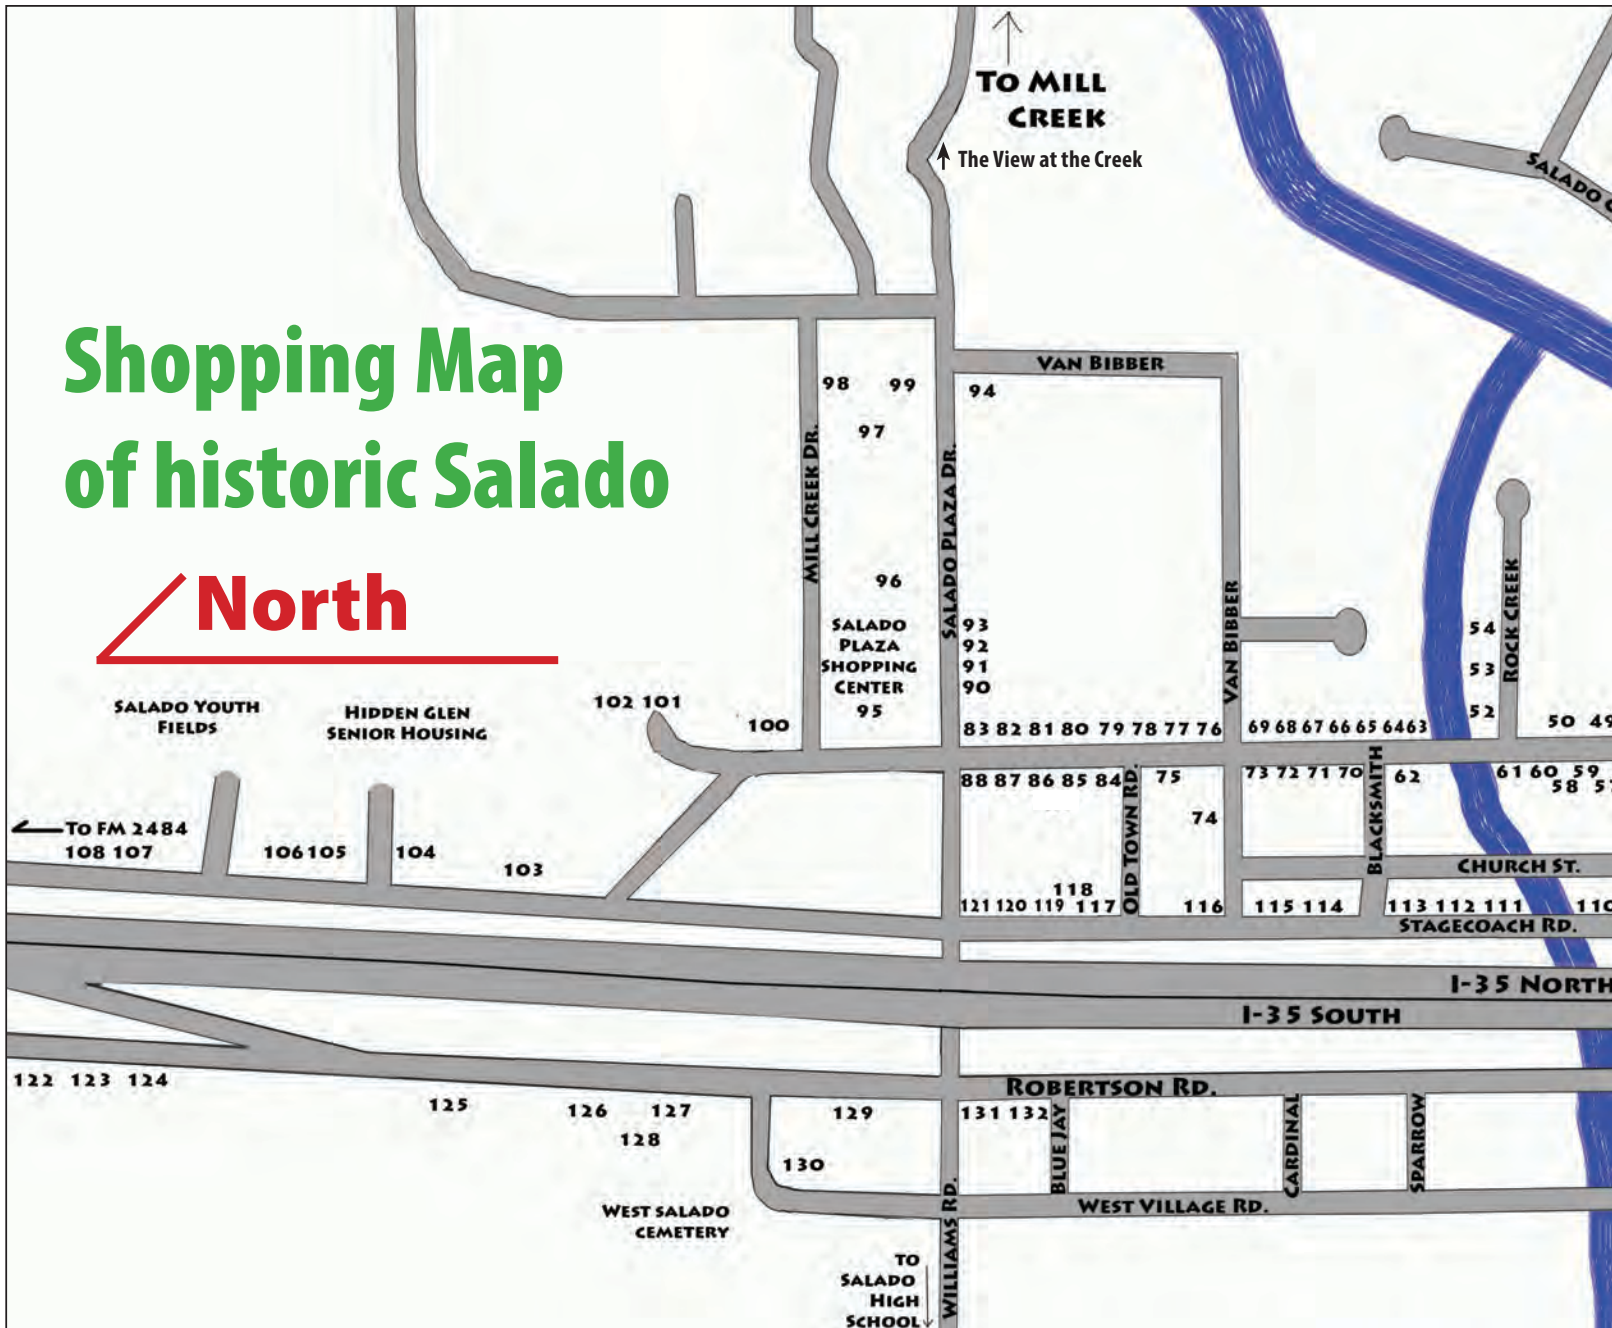 TO MILL
CREEK
The View at the Creek
SALADO
Shopping Map
of historic Salado
North
VAN BIBBER
98 99 94
97
MILL CREEK DR.
SALADO PLAZA DR.
96
SALADO
PLAZA
SHOPPING
CENTER
95
93
92
91
90
VAN BIBBER
ROCK CREEK
54
53
52
50 49
SALADO YOUTH
FIELDS
HIDDEN GLEN
SENIOR HOUSING
102 101
100
83 82 81 80 79 78 77 76
69 68 67 66 65 64 63
88 87 86 85 84
75
73 72 71 70
62
61 60 59
58
74
OLD TOWN RD.
BLACKSMITH
TO FM 2484
108 107
106 105
104
103
CHURCH ST.
118
121 120 119 117
116
115 114
113 112 111
110
STAGECOACH RD.
I-35 NORTH
I-35 SOUTH
122 123 124
ROBERTSON RD.
125
126 127
128
129
131 132
BLUE JAY
CARDINAL
SPARROW
130
WEST SALADO
CEMETERY
WEST VILLAGE RD.
WILLIAMS RD.
TO
SALADO
HIGH
SCHOOL